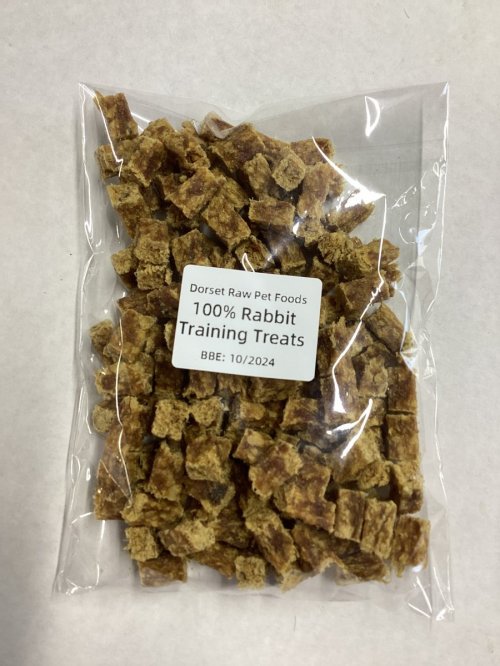 Dorset Raw Pet Foods
100% Rabbit
Training Treats
BBE: 10/2024